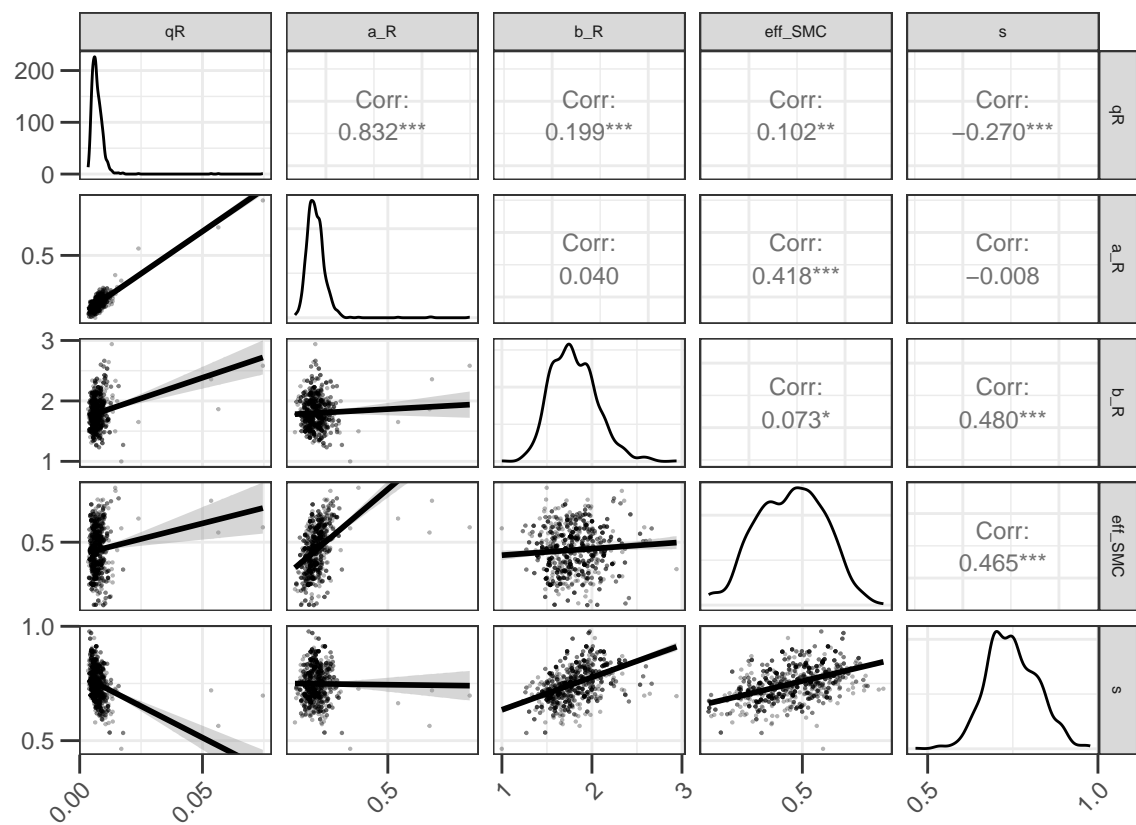 qR a_R b_R eff_SMC s
200
100
0
Corr:
0.832***
Corr:
0.199***
Corr:
0.102**
Corr:
−0.270***
qR
0.5
Corr:
0.040
Corr:
0.418***
Corr:
−0.008
a_R
3
2
1
Corr:
0.073*
Corr:
0.480***
b_R
0.5
Corr:
0.465***
eff_SMC
1.0
0.5
s
0.00 0.05 0.5 1 2 3 0.5 0.5 1.0